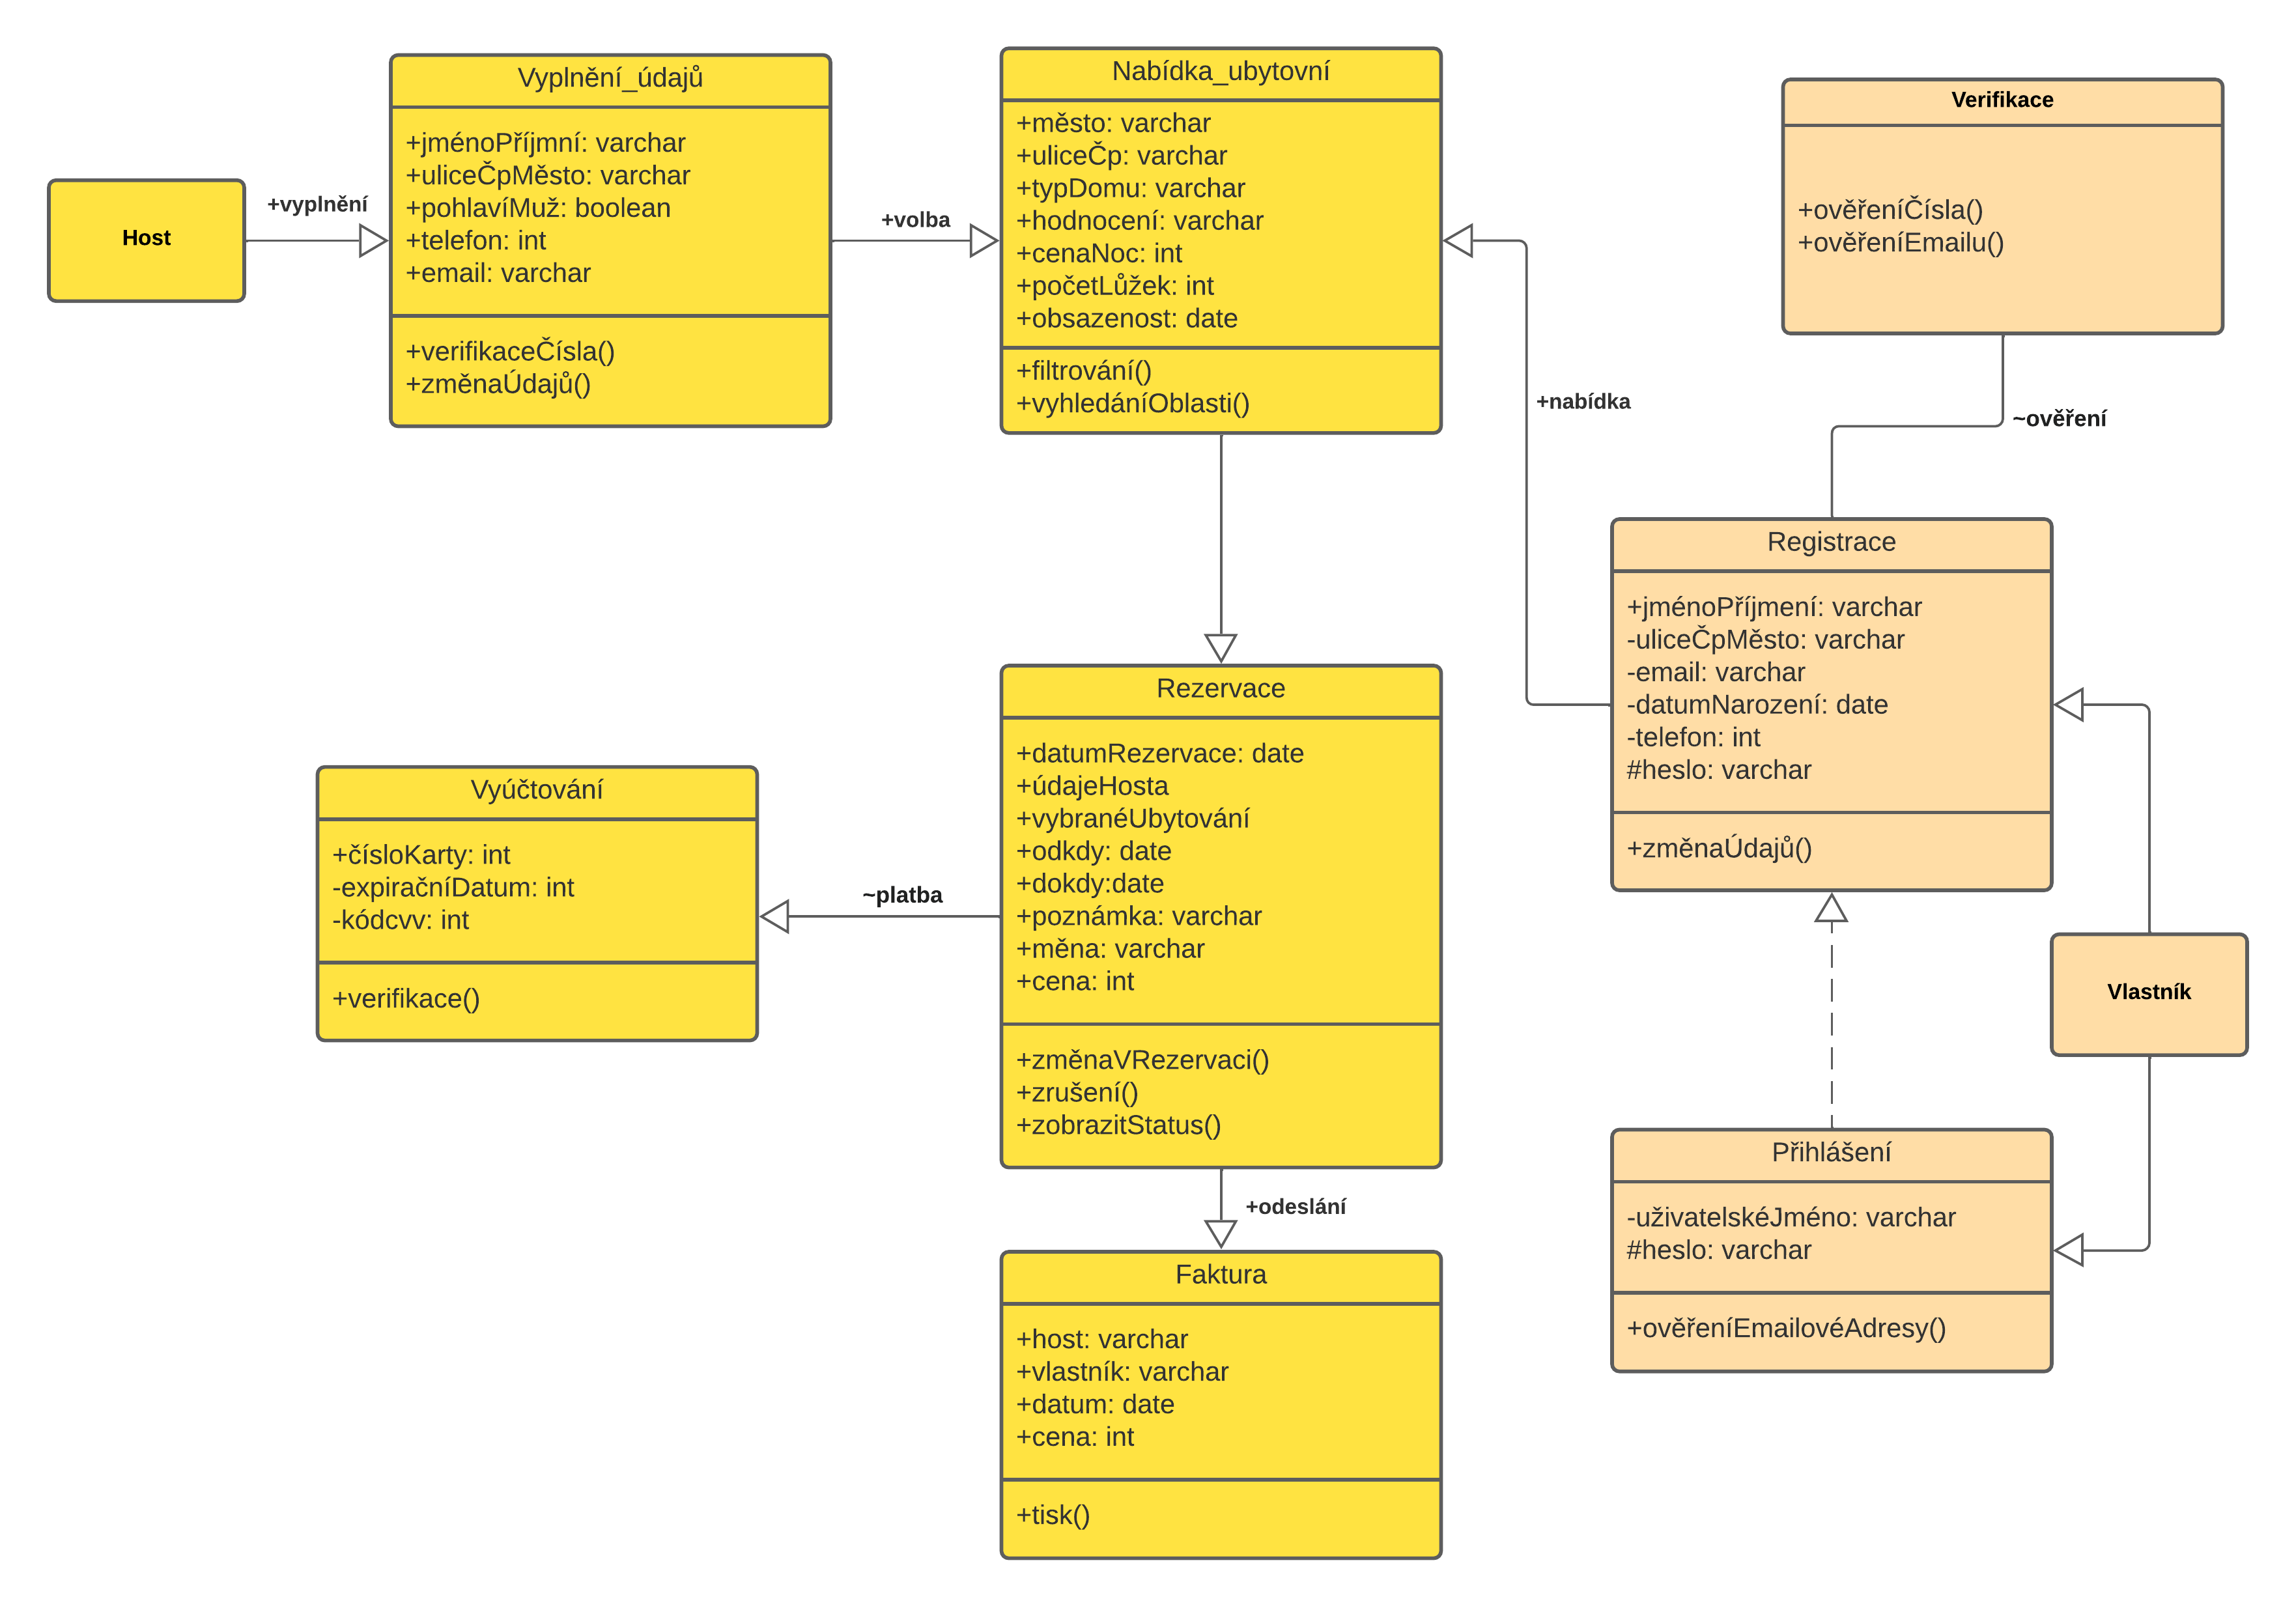 Host
+vyplnění
Vyplnění_údajů
+jménoPříjmní: varchar
+uliceČpMěsto: varchar
+pohlavíMuž: boolean
+telefon: int
+email: varchar
+verifikaceČísla()
+změnaÚdajů()
+volba
Nabídka_ubytovní
+město: varchar
+uliceČp: varchar
+typDomu: varchar
+hodnocení: varchar
+cenaNoc: int
+početLůžek: int
+obsazenost: date
+filtrování()
+vyhledáníOblasti()
+nabídka
Verifikace
+ověřeníČísla()
+ověřeníEmailu()
~ověření
Registrace
+jménoPříjmení: varchar
-uliceČpMěsto: varchar
-email: varchar
-datumNarození: date
-telefon: int
#heslo: varchar
+změnaÚdajů()
Rezervace
+datumRezervace: date
+údajeHosta
+vybranéUbytování
+odkdy: date
+dokdy:date
+poznámka: varchar
+měna: varchar
+cena: int
+změnaVRezervaci()
+zrušení()
+zobrazitStatus()
~platba
Vyúčtování
+čísloKarty: int
-expiračníDatum: int
-kódcvv: int
+verifikace()
Vlastník
+odeslání
Faktura
+host: varchar
+vlastník: varchar
+datum: date
+cena: int
+tisk()
Přihlášení
-uživatelskéJméno: varchar
#heslo: varchar
+ověřeníEmailovéAdresy()